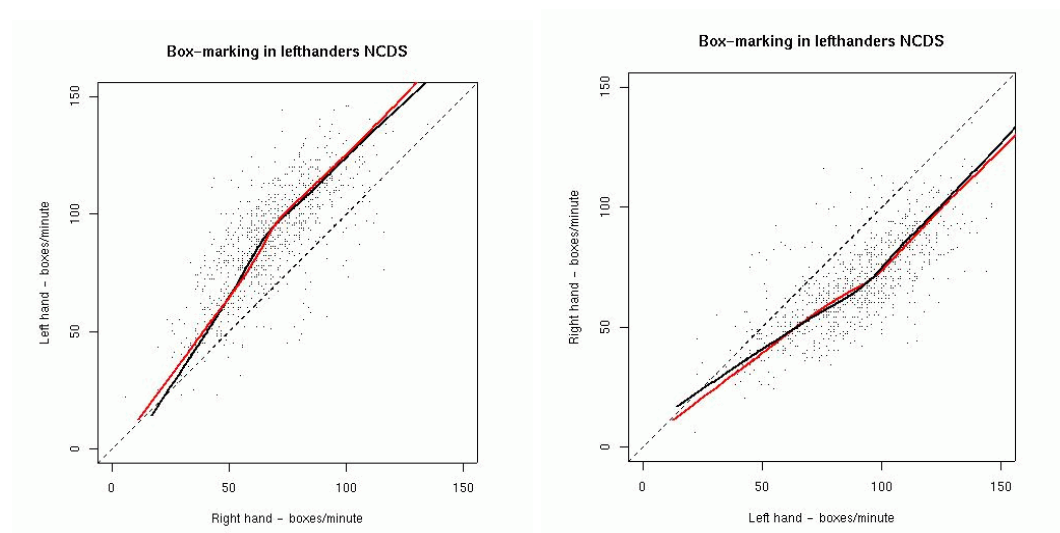 Box-marking in lefthanders NCDS
Left hand - boxes/minute
150
100
50
0
0 50 100 150
Right hand - boxes/minute
Box-marking in lefthanders NCDS
Right hand - boxes/minute
150
100
50
0
0 50 100 150
Left hand - boxes/minute